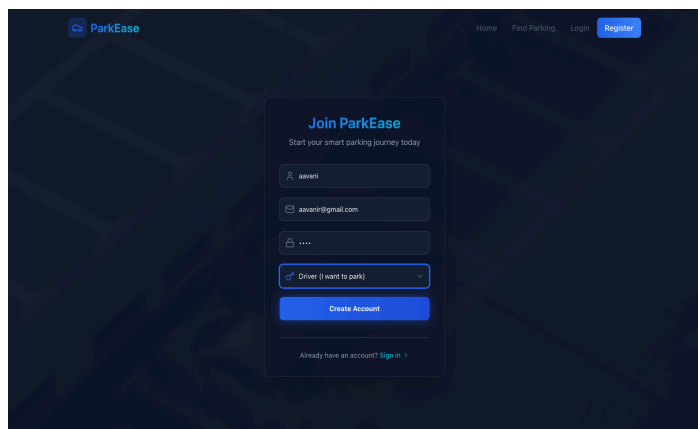 ParkEase
Home Find Parking Login Register
Join ParkEase
Start your smart parking journey today
aavani
aavanir@gmail.com
••••
Driver (I want to park)
Create Account
Already have an account? Sign in >